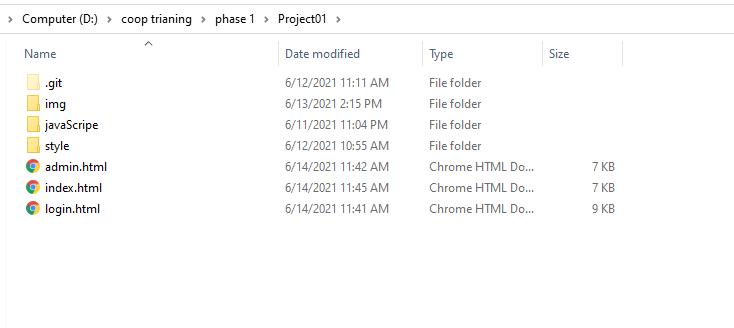 Computer (D:) > coop trianing > phase 1 > Project01 >
Name Date modified Type Size
.git 6/12/2021 11:11 AM File folder
img 6/13/2021 2:15 PM File folder
javaScripe 6/11/2021 11:04 PM File folder
style 6/12/2021 10:55 AM File folder
admin.html 6/14/2021 11:42 AM Chrome HTML Do... 7 KB
index.html 6/14/2021 11:45 AM Chrome HTML Do... 7 KB
login.html 6/14/2021 11:41 AM Chrome HTML Do... 9 KB